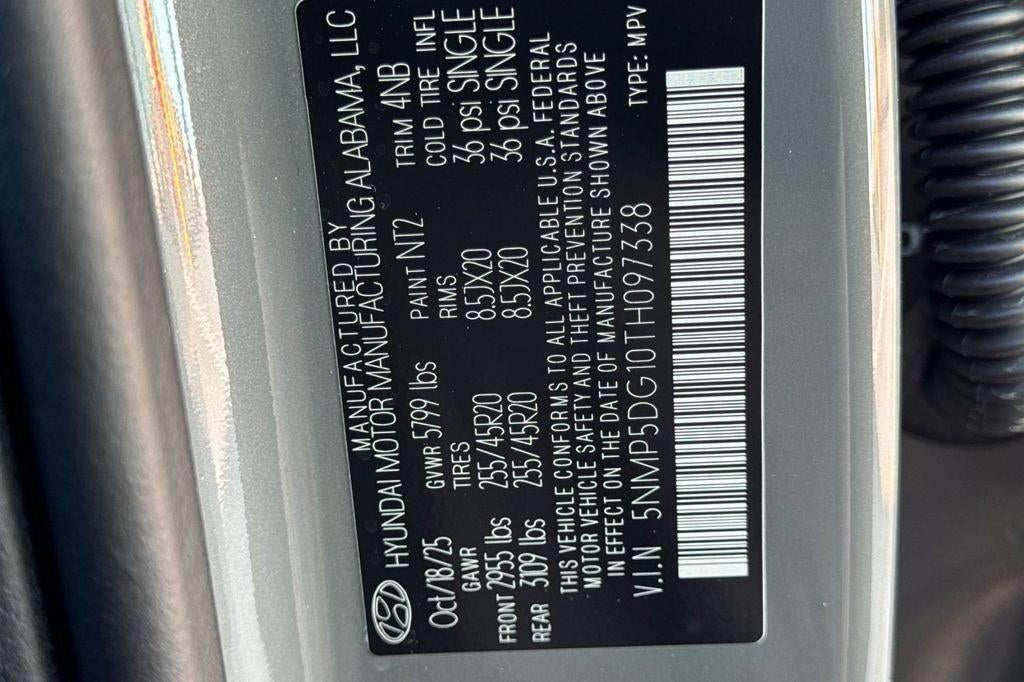 MANUFACTURED BY
HYUNDAI MOTOR MANUFACTURING ALABAMA, LLC
Oct/18/25 GVWR 5799 lbs PAINT NT2 TRIM 4NB
GAWR TIRES RIMS COLD TIRE INFL
FRONT 2955 lbs 255/45R20 8.5JX20 36 psi SINGLE
REAR 3109 lbs 255/45R20 8.5JX20 36 psi SINGLE
THIS VEHICLE CONFORMS TO ALL APPLICABLE U.S.A. FEDERAL
MOTOR VEHICLE SAFETY AND THEFT PREVENTION STANDARDS
IN EFFECT ON THE DATE OF MANUFACTURE SHOWN ABOVE
V.I.N 5NMP5DG10TH097338 TYPE: MPV